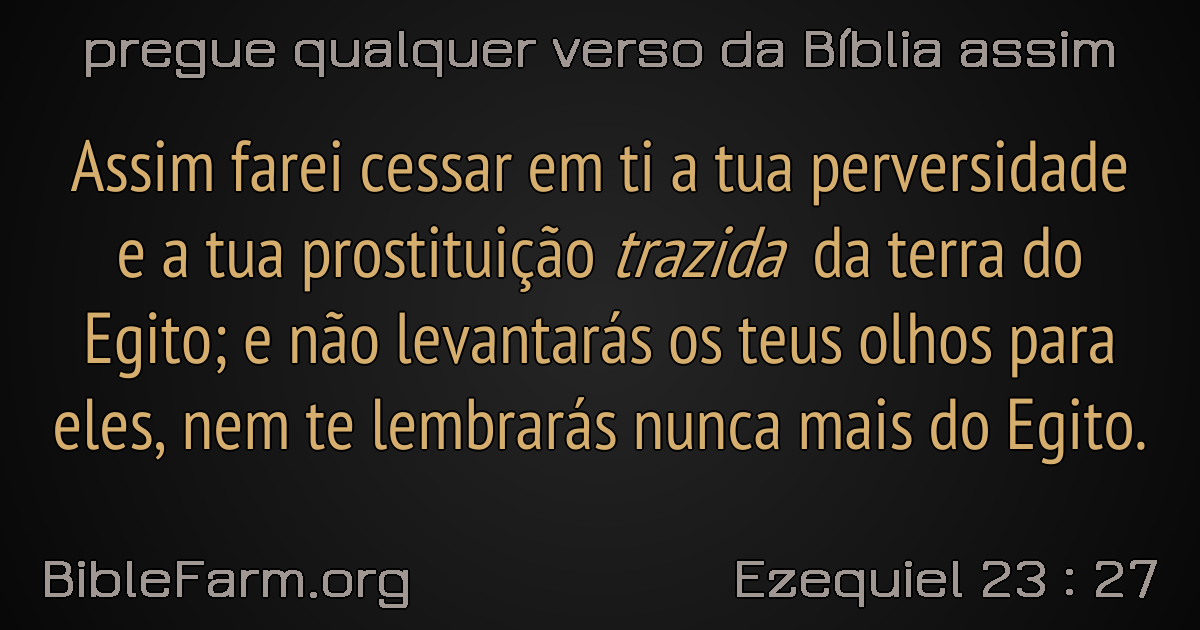 pregue qualquer verso da Bíblia assim
Assim farei cessar em ti a tua perversidade
e a tua prostituição trazida da terra do
Egito; e não levantarás os teus olhos para
eles, nem te lembrarás nunca mais do Egito.
BibleFarm.org
Ezequiel 23 : 27